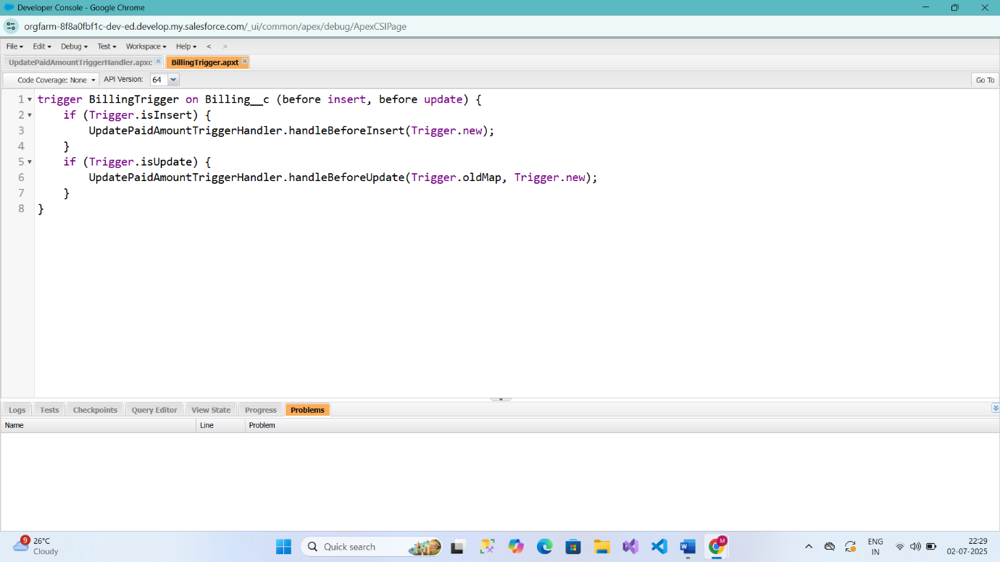 Developer Console - Google Chrome
orgfarm-8f8a0fbf1c-dev-ed.develop.my.salesforce.com/_ui/common/apex/debug/ApexCSIPage
File Edit Debug Test Workspace Help < >
UpdatePaidAmountTriggerHandler.apxc BillingTrigger.apxt
Code Coverage: None API Version: 64 Go To
1 trigger BillingTrigger on Billing__c (before insert, before update) {
2 if (Trigger.isInsert) {
3 UpdatePaidAmountTriggerHandler.handleBeforeInsert(Trigger.new);
4 }
5 if (Trigger.isUpdate) {
6 UpdatePaidAmountTriggerHandler.handleBeforeUpdate(Trigger.oldMap, Trigger.new);
7 }
8 }
Logs Tests Checkpoints Query Editor View State Progress Problems
Name Line Problem
9 26°C Quick search M ENG 22:29
Cloudy IN 02-07-2025